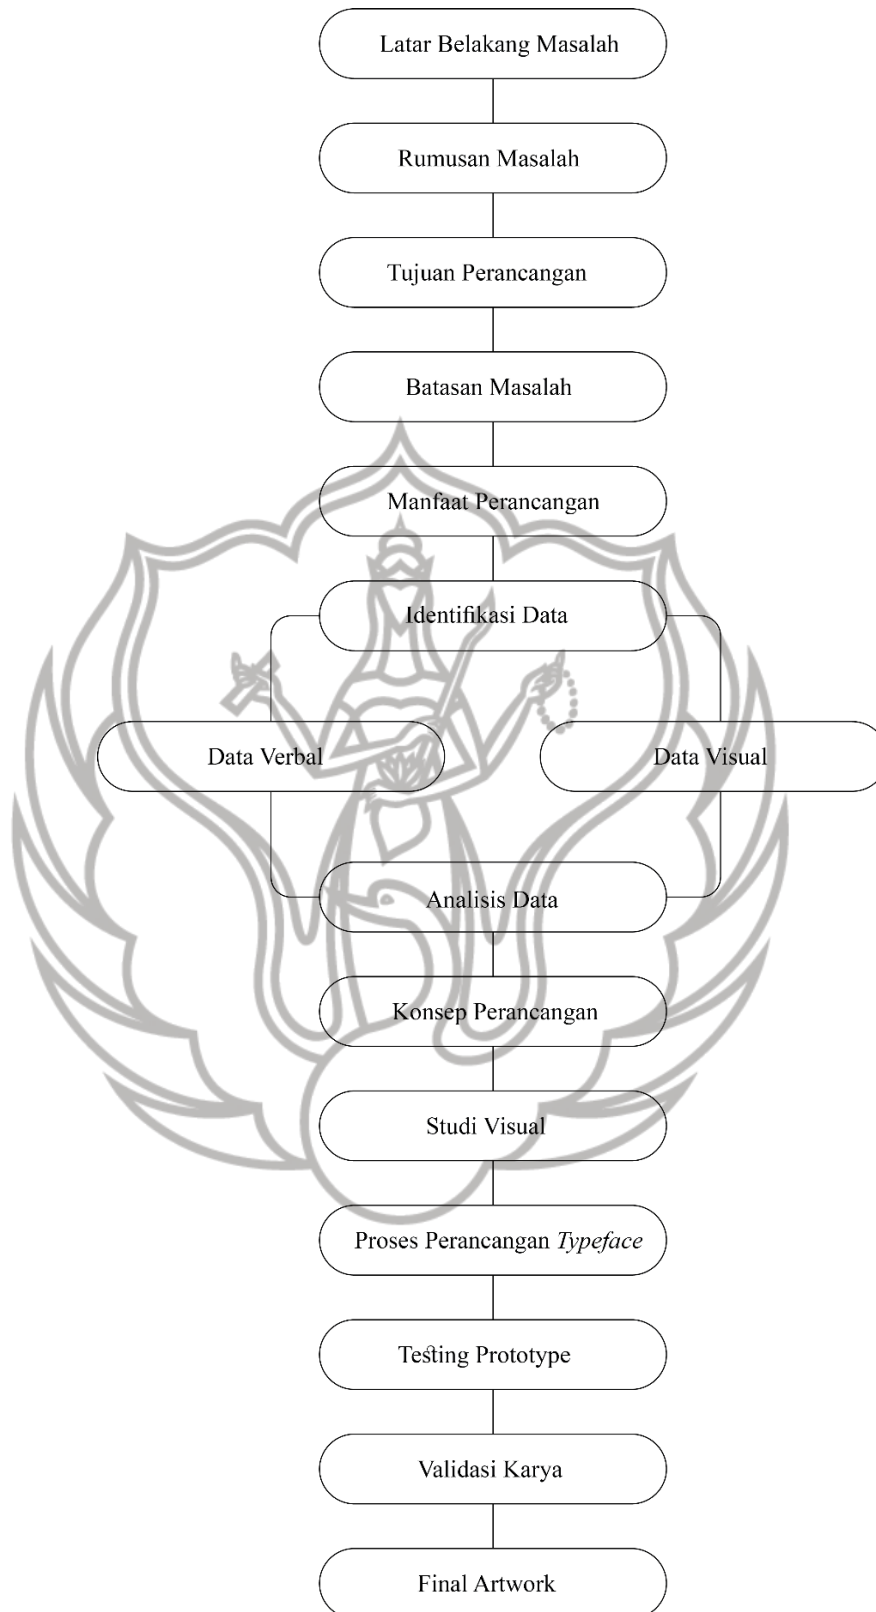 Latar Belakang Masalah
Rumusan Masalah
Tujuan Perancangan
Batasan Masalah
Manfaat Perancangan
Identifikasi Data
Data Verbal
Data Visual
Analisis Data
Konsep Perancangan
Studi Visual
Proses Perancangan Typeface
Testing Prototype
Validasi Karya
Final Artwork